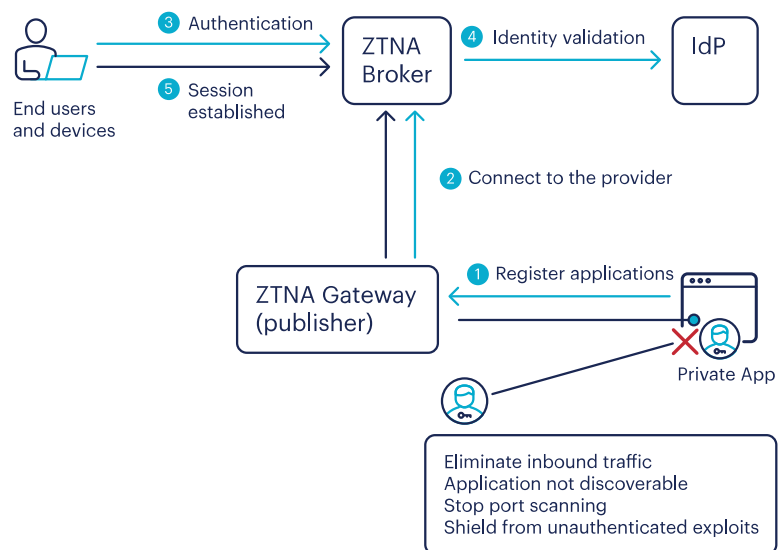 3 Authentication
5 Session
established
End users
and devices
ZTNA
Broker
4 Identity validation
IdP
2 Connect to the provider
1 Register applications
ZTNA Gateway
(publisher)
Private App
Eliminate inbound traffic
Application not discoverable
Stop port scanning
Shield from unauthenticated exploits